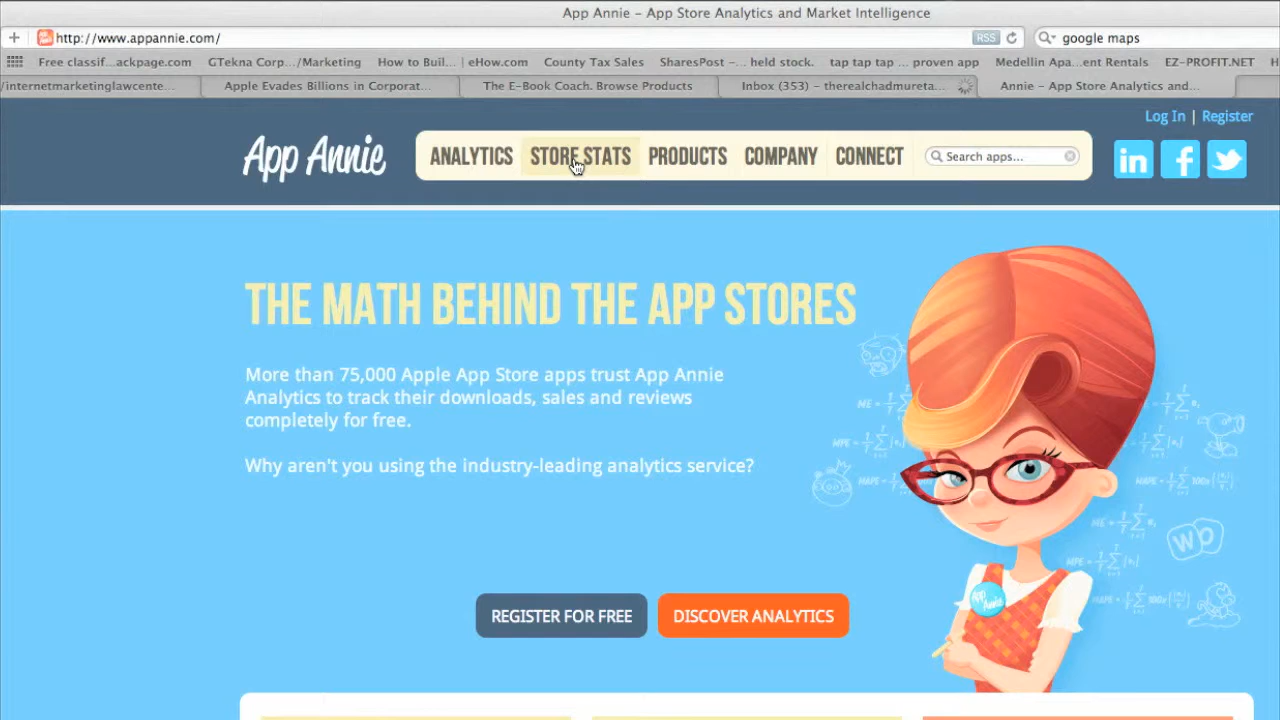 App Annie – App Store Analytics and Market Intelligence
http://www.appannie.com/
RSS
google maps
Free classif...ackpage.com
GTekna Corp.../Marketing
How to Buil... | eHow.com
County Tax Sales
SharesPost -... held stock.
tap tap tap ... proven app
Medellin Apa...ent Rentals
EZ-PROFIT.NET
H
/internetmarketinglawcente...
Apple Evades Billions in Corporat...
The E-Book Coach. Browse Products
Inbox (353) – therealchadmureta...
Annie – App Store Analytics and...
Log In | Register
App Annie
ANALYTICS
STORE STATS
PRODUCTS
COMPANY
CONNECT
Search apps...
in
f
THE MATH BEHIND THE APP STORES
More than 75,000 Apple App Store apps trust App Annie
Analytics to track their downloads, sales and reviews
completely for free.
Why aren't you using the industry-leading analytics service?
REGISTER FOR FREE
DISCOVER ANALYTICS
App
Annie